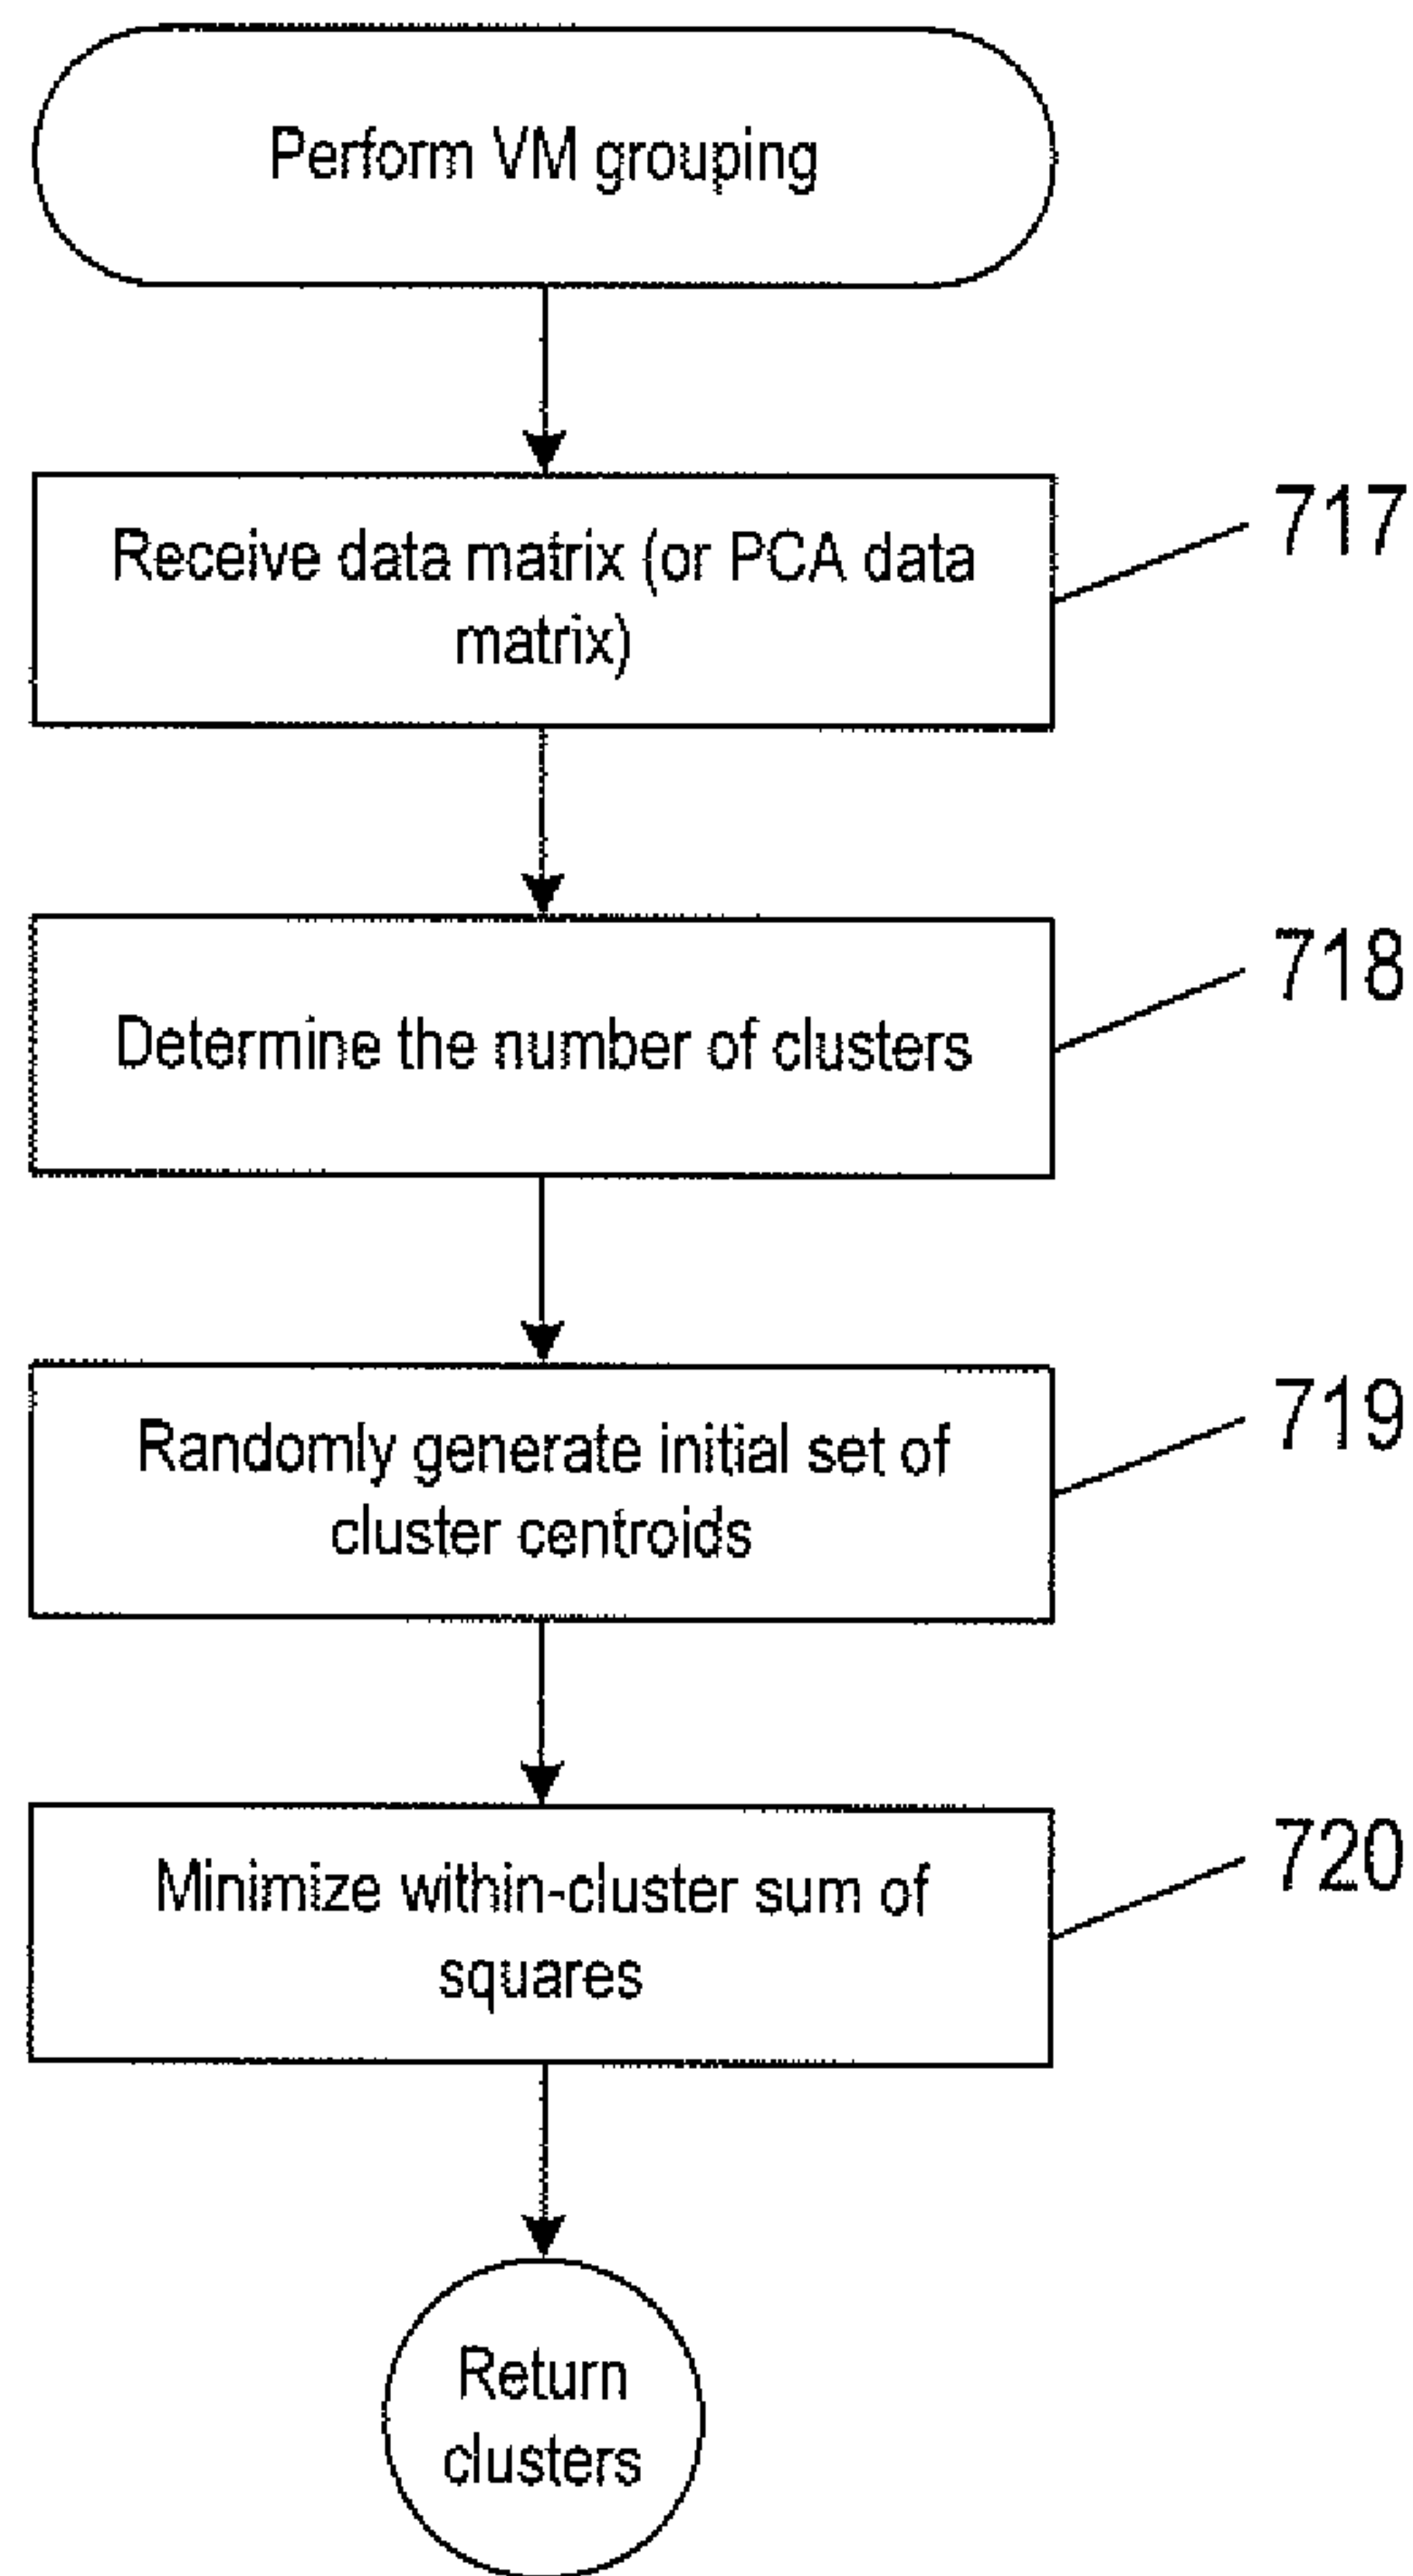 Perform VM grouping
Receive data matrix (or PCA data
matrix)
717
Determine the number of clusters
718
Randomly generate initial set of
cluster centroids
719
Minimize within-cluster sum of
squares
720
Return
clusters